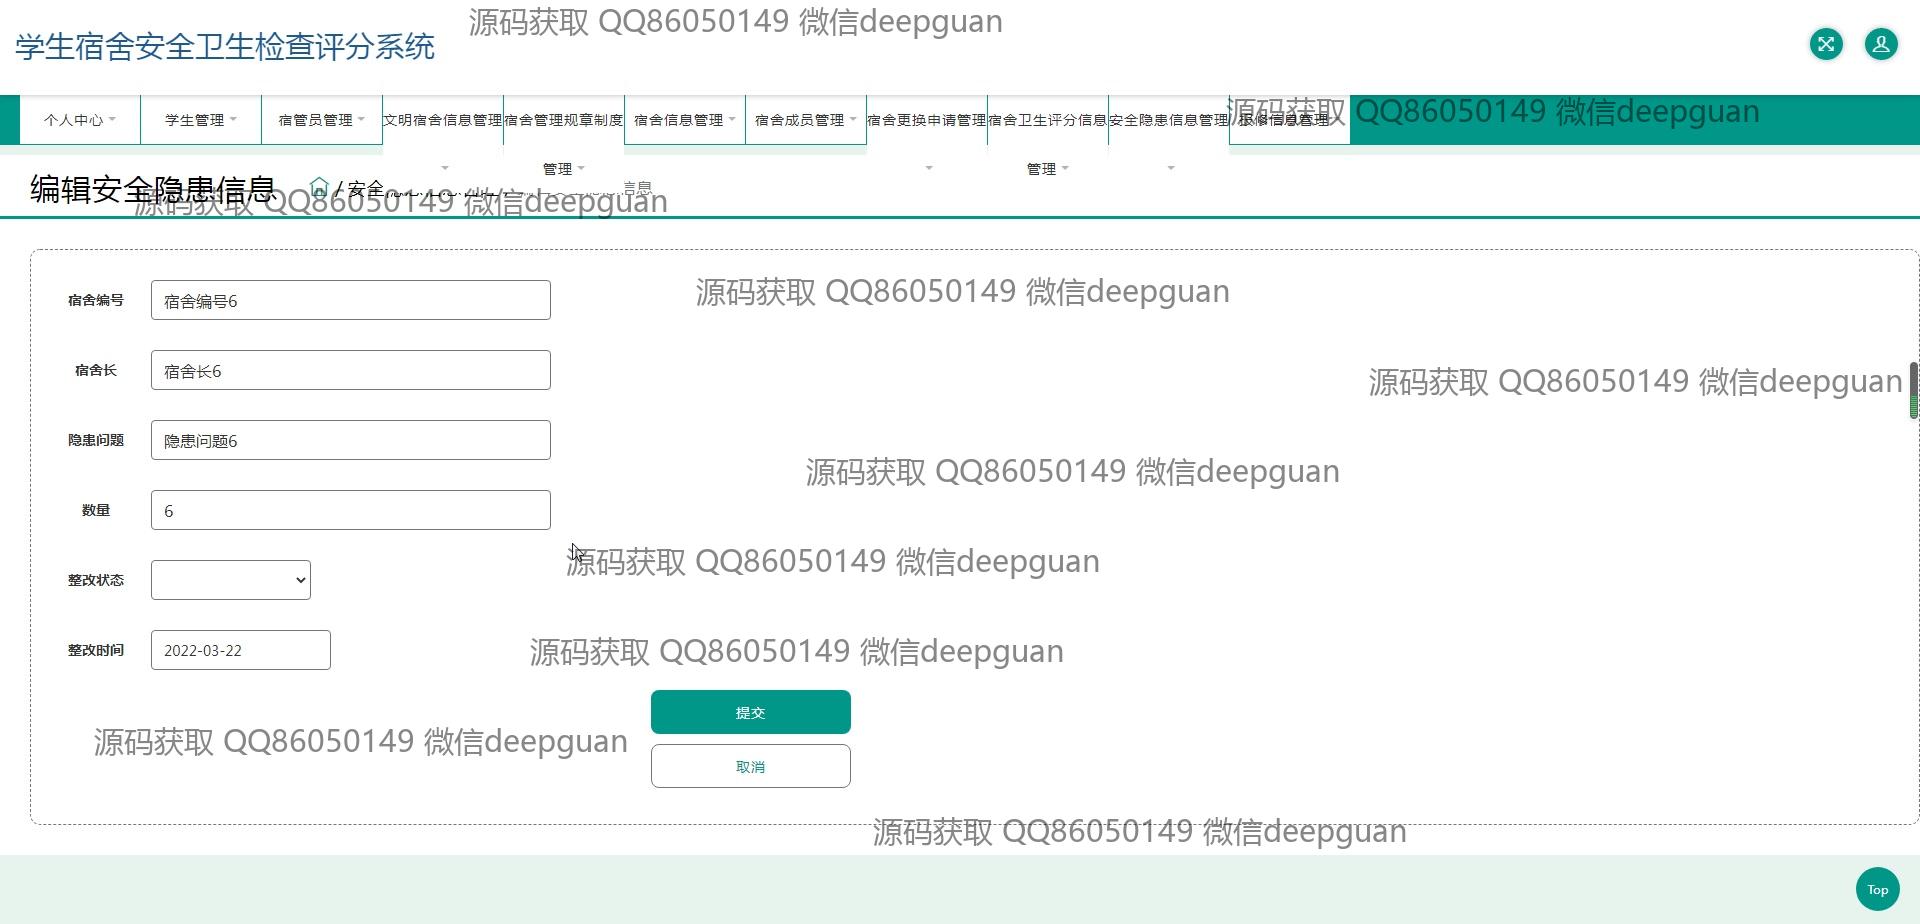 源码获取 QQ86050149 微信deepguan
学生宿舍安全卫生检查评分系统
个人中心
学生管理
宿管员管理
文明宿舍信息管理
宿舍管理规章制度管理
宿舍信息管理
宿舍成员管理
宿舍更换申请管理
宿舍卫生评分信息管理
安全隐患信息管理
报修信息管理
源码获取 QQ86050149 微信deepguan
编辑安全隐患信息
/ 安全
信息
源码获取 QQ86050149 微信deepguan
宿舍编号 宿舍编号6
源码获取 QQ86050149 微信deepguan
宿舍长 宿舍长6
源码获取 QQ86050149 微信deepguan
隐患问题 隐患问题6
源码获取 QQ86050149 微信deepguan
数量 6
源码获取 QQ86050149 微信deepguan
整改状态
整改时间 2022-03-22
源码获取 QQ86050149 微信deepguan
提交
源码获取 QQ86050149 微信deepguan
取消
源码获取 QQ86050149 微信deepguan
Top